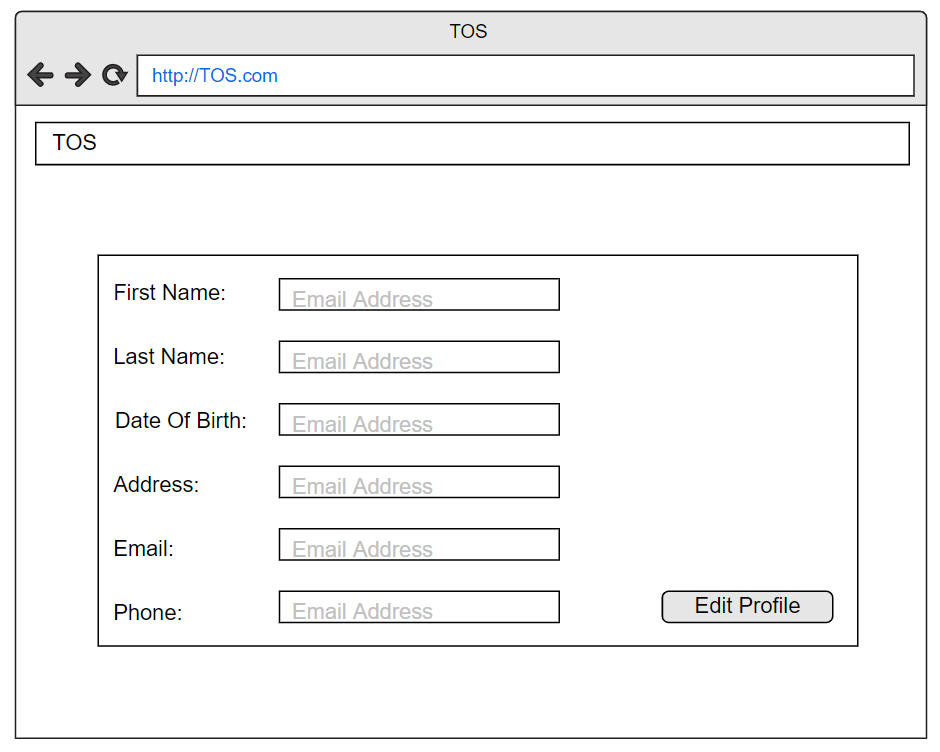 TOS
http://TOS.com
TOS
First Name: Email Address
Last Name: Email Address
Date Of Birth: Email Address
Address: Email Address
Email: Email Address
Phone: Email Address Edit Profile